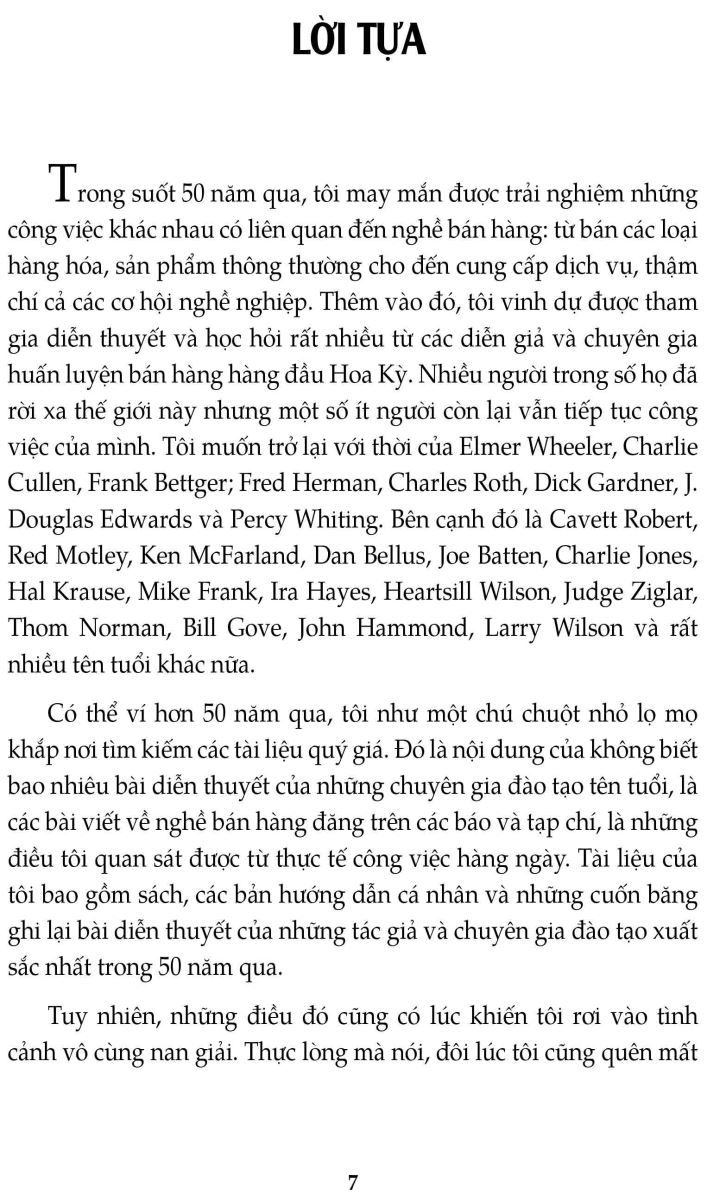 LỜI TỰA
Trong suốt 50 năm qua, tôi may mắn được trải nghiệm những
công việc khác nhau có liên quan đến nghề bán hàng: từ bán các loại
hàng hóa, sản phẩm thông thường cho đến cung cấp dịch vụ, thậm
chí cả các cơ hội nghề nghiệp. Thêm vào đó, tôi vinh dự được tham
gia diễn thuyết và học hỏi rất nhiều từ các diễn giả và chuyên gia
huấn luyện bán hàng hàng đầu Hoa Kỳ. Nhiều người trong số họ đã
rời xa thế giới này nhưng một số ít người còn lại vẫn tiếp tục công
việc của mình. Tôi muốn trở lại với thời của Elmer Wheeler, Charlie
Cullen, Frank Bettger; Fred Herman, Charles Roth, Dick Gardner, J.
Douglas Edwards và Percy Whiting. Bên cạnh đó là Cavett Robert,
Red Motley, Ken McFarland, Dan Bellus, Joe Batten, Charlie Jones,
Hal Krause, Mike Frank, Ira Hayes, Heartsill Wilson, Judge Ziglar,
Thom Norman, Bill Gove, John Hammond, Larry Wilson và rất
nhiều tên tuổi khác nữa.
Có thể ví hơn 50 năm qua, tôi như một chú chuột nhỏ lọ mọ
khắp nơi tìm kiếm các tài liệu quý giá. Đó là nội dung của không biết
bao nhiêu bài diễn thuyết của những chuyên gia đào tạo tên tuổi, là
các bài viết về nghề bán hàng đăng trên các báo và tạp chí, là những
điều tôi quan sát được từ thực tế công việc hàng ngày. Tài liệu của
tôi bao gồm sách, các bản hướng dẫn cá nhân và những cuốn băng
ghi lại bài diễn thuyết của những tác giả và chuyên gia đào tạo xuất
sắc nhất trong 50 năm qua.
Tuy nhiên, những điều đó cũng có lúc khiến tôi rơi vào tình
cảnh vô cùng nan giải. Thực lòng mà nói, đôi lúc tôi cũng quên mất
7